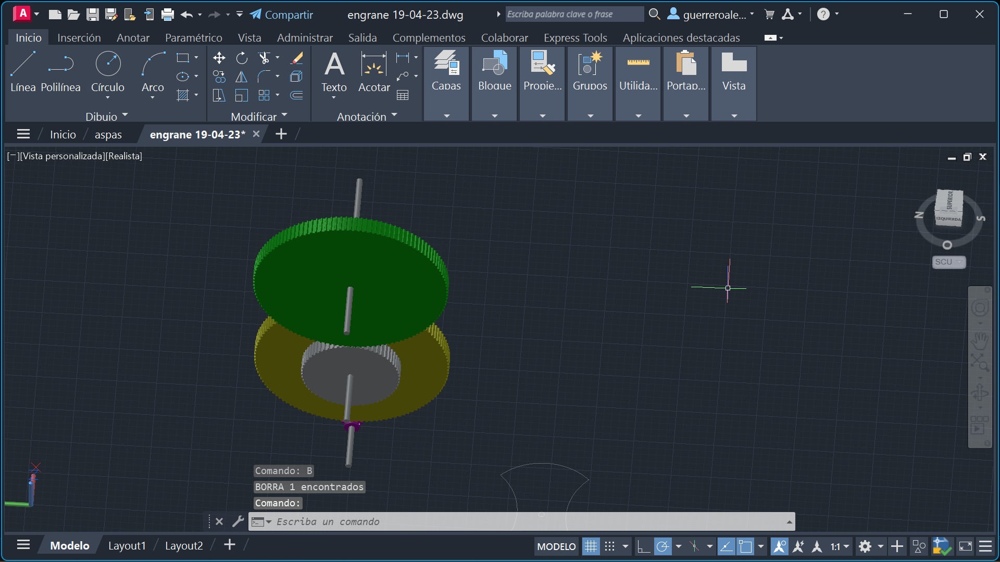 A
Compartir
engrane 19-04-23.dwg
Escriba palabra clave o frase
guerreroale...
?
Inicio Inserción Anotar Paramétrico Vista Administrar Salida Complementos Colaborar Express Tools Aplicaciones destacadas
Línea Polilínea Círculo Arco
A
Texto Acotar
Capas Bloque Propie... Grupos Utilida... Portap... Vista
Dibujo Modificar Anotación
Inicio aspas engrane 19-04-23*
[−][Vista personalizada][Realista]
SUPERIOR
IZQUIERDA
N S
O
SCU
Comando: B
BORRA 1 encontrados
Comando:
Escriba un comando
Modelo Layout1 Layout2
MODELO 1:1